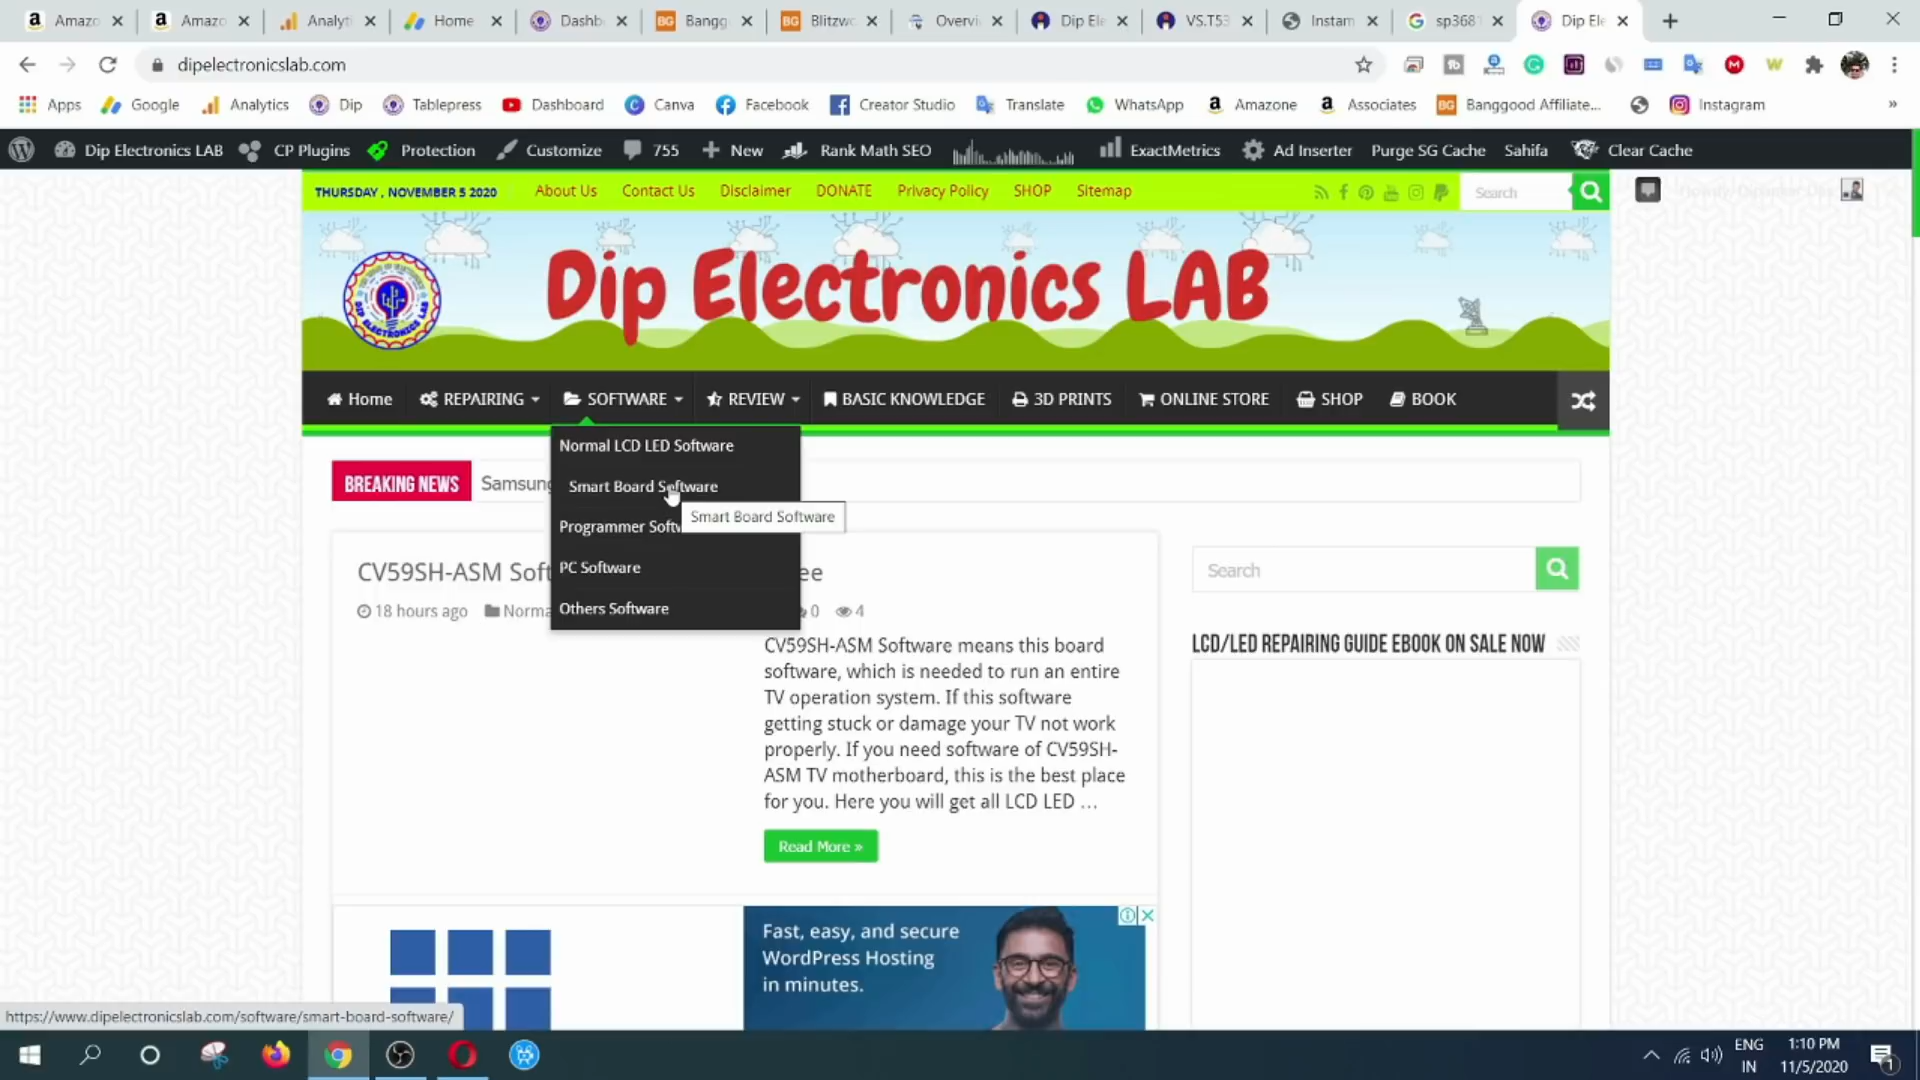 Amazo
Amazo
Analyti
Home
Dashb
Bangg
Blitzwo
Overvi
Dip Ele
VS.T53
Instam
sp3681
Dip Ele
dipelectronicslab.com
Apps
Google
Analytics
Dip
Tablepress
Dashboard
Canva
Facebook
Creator Studio
Translate
WhatsApp
Amazone
Associates
Banggood Affiliate...
Instagram
»
Dip Electronics LAB
CP Plugins
Protection
Customize
755
New
Rank Math SEO
ExactMetrics
Ad Inserter
Purge SG Cache
Sahifa
Clear Cache
THURSDAY , NOVEMBER 5 2020
About Us
Contact Us
Disclaimer
DONATE
Privacy Policy
SHOP
Sitemap
Search
DIP ELECTRONICS LAB
Dip Electronics LAB
Home
REPAIRING
SOFTWARE
REVIEW
BASIC KNOWLEDGE
3D PRINTS
ONLINE STORE
SHOP
BOOK
Normal LCD LED Software
Smart Board Software
Programmer Softw
PC Software
Others Software
Smart Board Software
BREAKING NEWS
Samsung
CV59SH-ASM Soft
ee
18 hours ago
Norma
0
4
CV59SH-ASM Software means this board
software, which is needed to run an entire
TV operation system. If this software
getting stuck or damage your TV not work
properly. If you need software of CV59SH-
ASM TV motherboard, this is the best place
for you. Here you will get all LCD LED ...
Read More »
Search
LCD/LED REPAIRING GUIDE EBOOK ON SALE NOW
Fast, easy, and secure
WordPress Hosting
in minutes.
https://www.dipelectronicslab.com/software/smart-board-software/
ENG
IN
1:10 PM
11/5/2020
1